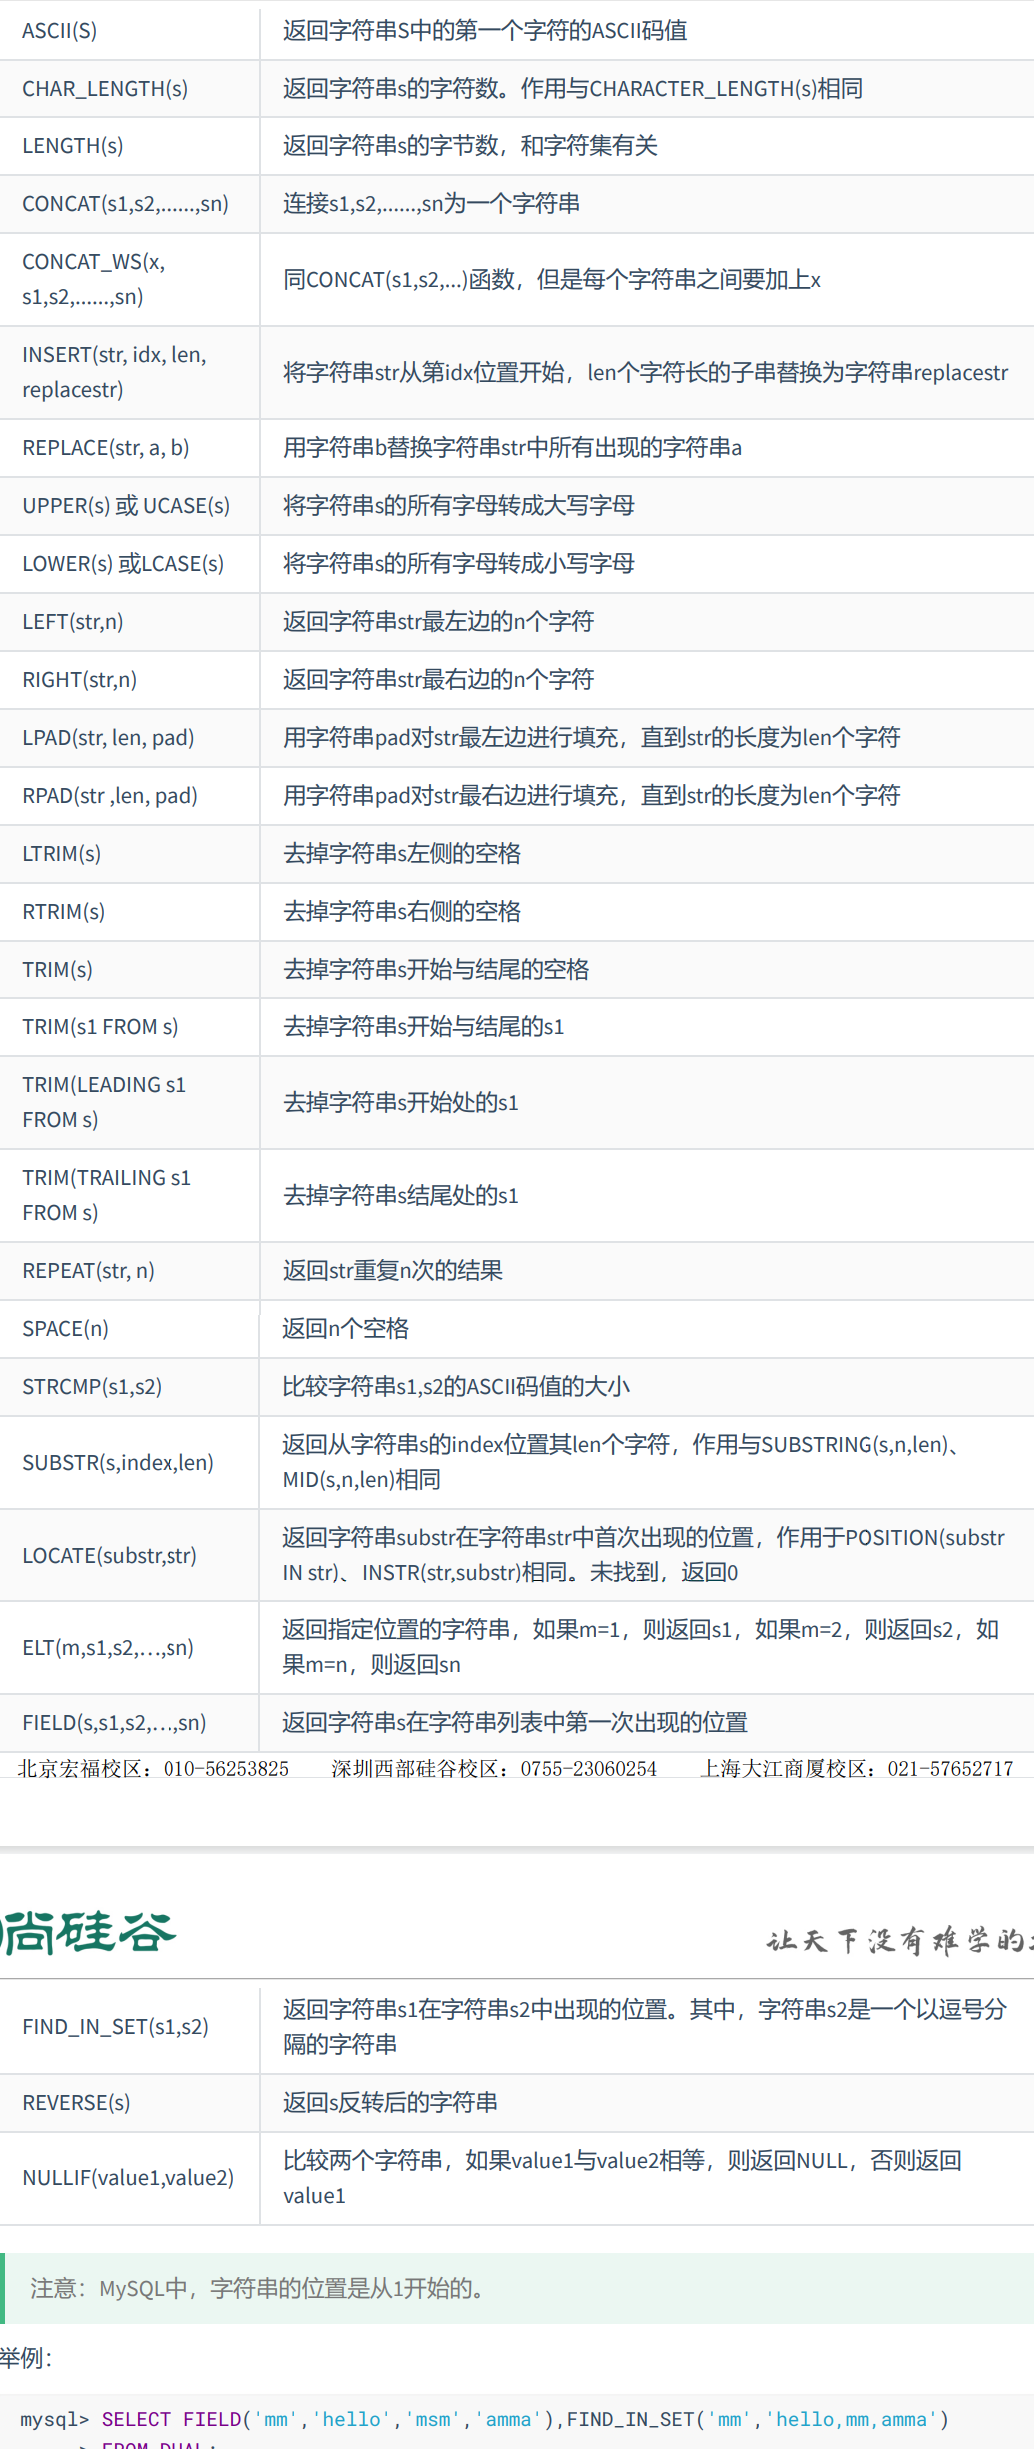 ASCII(S) 返回字符串S中的第一个字符的ASCII码值
CHAR_LENGTH(s) 返回字符串s的字符数。作用与CHARACTER_LENGTH(s)相同
LENGTH(s) 返回字符串s的字节数，和字符集有关
CONCAT(s1,s2,......,sn) 连接s1,s2,......,sn为一个字符串
CONCAT_WS(x,
s1,s2,......,sn)
同CONCAT(s1,s2,...)函数，但是每个字符串之间要加上x
INSERT(str, idx, len,
replacestr)
将字符串str从第idx位置开始，len个字符长的子串替换为字符串replacestr
REPLACE(str, a, b) 用字符串b替换字符串str中所有出现的字符串a
UPPER(s) 或 UCASE(s) 将字符串s的所有字母转成大写字母
LOWER(s) 或LCASE(s) 将字符串s的所有字母转成小写字母
LEFT(str,n) 返回字符串str最左边的n个字符
RIGHT(str,n) 返回字符串str最右边的n个字符
LPAD(str, len, pad) 用字符串pad对str最左边进行填充，直到str的长度为len个字符
RPAD(str ,len, pad) 用字符串pad对str最右边进行填充，直到str的长度为len个字符
LTRIM(s) 去掉字符串s左侧的空格
RTRIM(s) 去掉字符串s右侧的空格
TRIM(s) 去掉字符串s开始与结尾的空格
TRIM(s1 FROM s) 去掉字符串s开始与结尾的s1
TRIM(LEADING s1
FROM s)
去掉字符串s开始处的s1
TRIM(TRAILING s1
FROM s)
去掉字符串s结尾处的s1
REPEAT(str, n) 返回str重复n次的结果
SPACE(n) 返回n个空格
STRCMP(s1,s2) 比较字符串s1,s2的ASCII码值的大小
SUBSTR(s,index,len)
返回从字符串s的index位置其len个字符，作用与SUBSTRING(s,n,len)、
MID(s,n,len)相同
LOCATE(substr,str)
返回字符串substr在字符串str中首次出现的位置，作用于POSITION(substr
IN str)、INSTR(str,substr)相同。未找到，返回0
ELT(m,s1,s2,…,sn)
返回指定位置的字符串，如果m=1，则返回s1，如果m=2，则返回s2，如
果m=n，则返回sn
FIELD(s,s1,s2,…,sn) 返回字符串s在字符串列表中第一次出现的位置
北京宏福校区：010-56253825 深圳西部硅谷校区：0755-23060254 上海大江商厦校区：021-57652717
尚硅谷 让天下没有难学的
FIND_IN_SET(s1,s2)
返回字符串s1在字符串s2中出现的位置。其中，字符串s2是一个以逗号分
隔的字符串
REVERSE(s) 返回s反转后的字符串
NULLIF(value1,value2)
比较两个字符串，如果value1与value2相等，则返回NULL，否则返回
value1
注意：MySQL中，字符串的位置是从1开始的。
举例：
mysql> SELECT FIELD('mm','hello','msm','amma'),FIND_IN_SET('mm','hello,mm,amma')
> FROM DUAL;